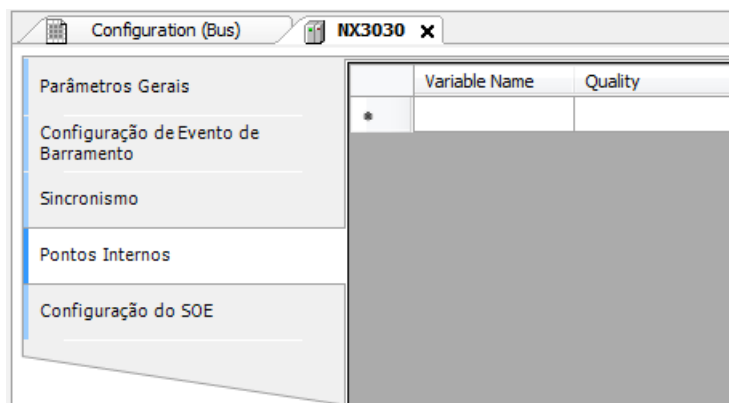 Configuration (Bus) NX3030 x
Parâmetros Gerais
Configuração de Evento de
Barramento
Sincronismo
Pontos Internos
Configuração do SOE
Variable Name Quality
*